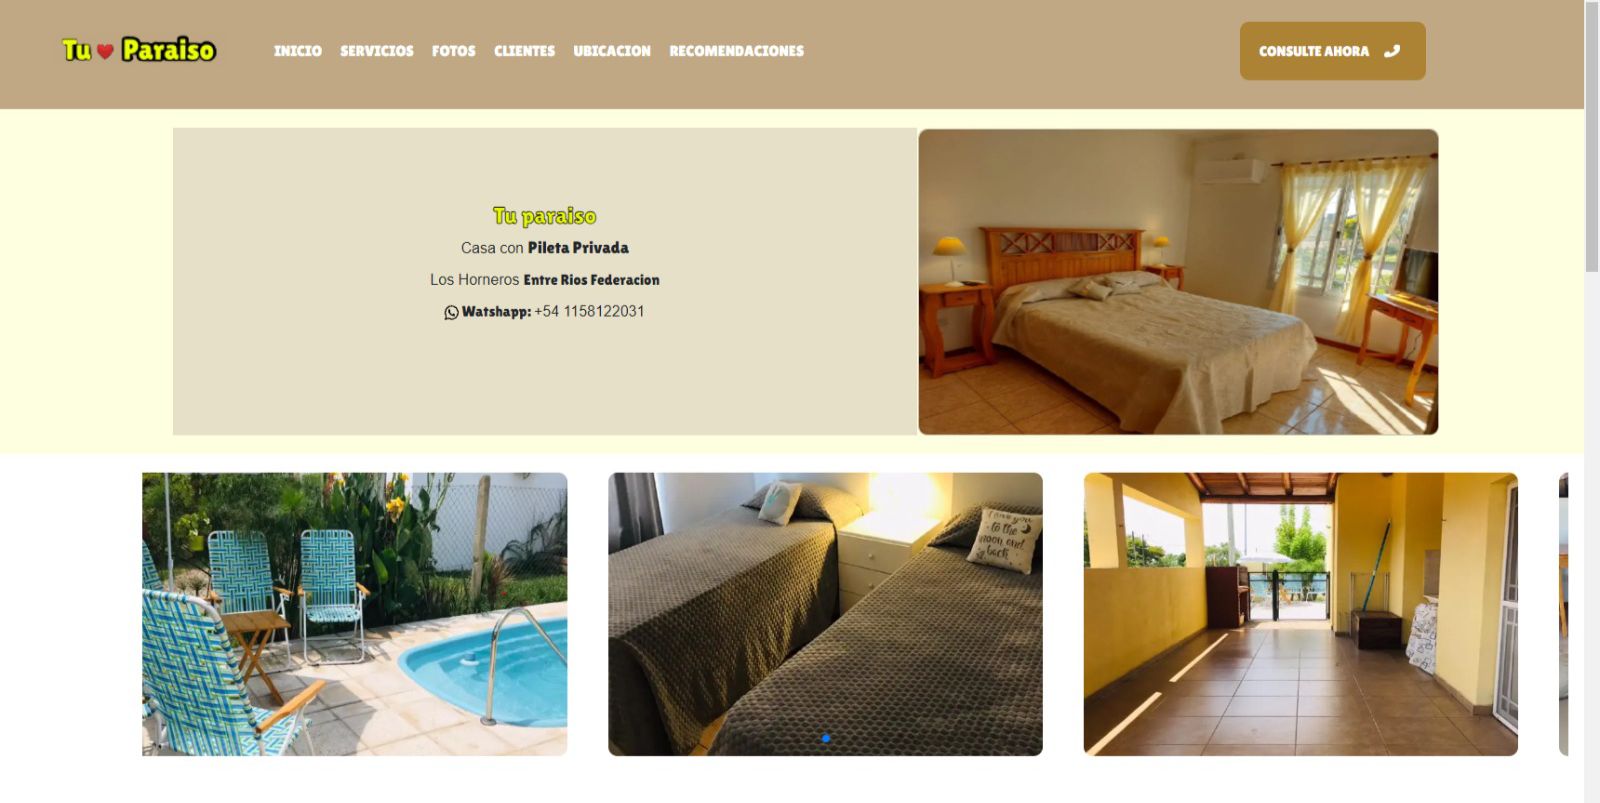 Tu ❤ Paraiso
INICIO SERVICIOS FOTOS CLIENTES UBICACION RECOMENDACIONES
CONSULTE AHORA
Tu paraiso
Casa con Pileta Privada
Los Horneros Entre Rios Federacion
Watshapp: +54 1158122031
I love you
to the
moon and
back